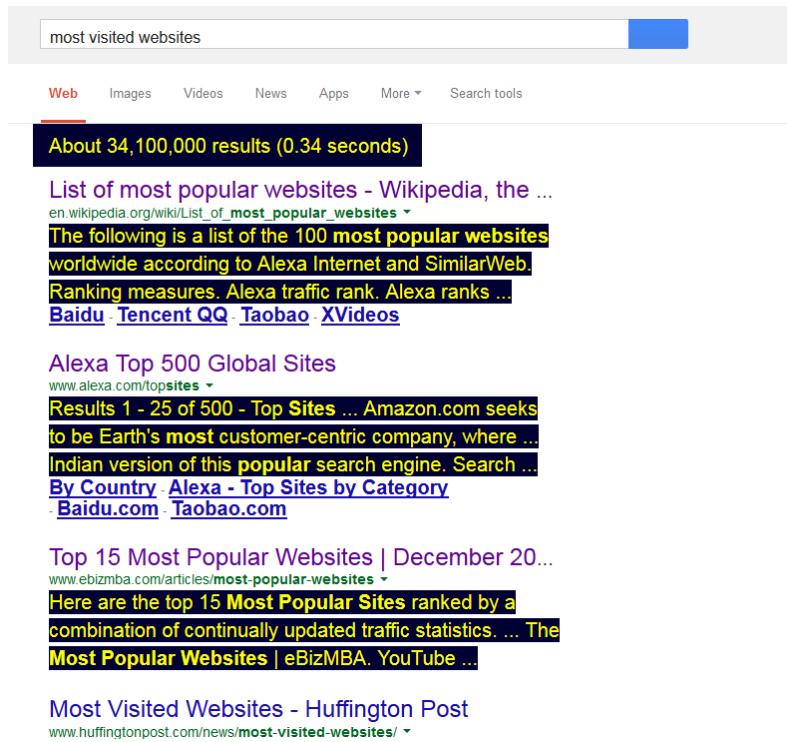 most visited websites
Web Images Videos News Apps More Search tools
About 34,100,000 results (0.34 seconds)
List of most popular websites - Wikipedia, the ...
en.wikipedia.org/wiki/List_of_most_popular_websites
The following is a list of the 100 most popular websites
worldwide according to Alexa Internet and SimilarWeb.
Ranking measures. Alexa traffic rank. Alexa ranks ...
Baidu - Tencent QQ - Taobao - XVideos
Alexa Top 500 Global Sites
www.alexa.com/topsites
Results 1 - 25 of 500 - Top Sites ... Amazon.com seeks
to be Earth's most customer-centric company, where ...
Indian version of this popular search engine. Search ...
By Country - Alexa - Top Sites by Category
- Baidu.com - Taobao.com
Top 15 Most Popular Websites | December 20...
www.ebizmba.com/articles/most-popular-websites
Here are the top 15 Most Popular Sites ranked by a
combination of continually updated traffic statistics. ... The
Most Popular Websites | eBizMBA. YouTube ...
Most Visited Websites - Huffington Post
www.huffingtonpost.com/news/most-visited-websites/